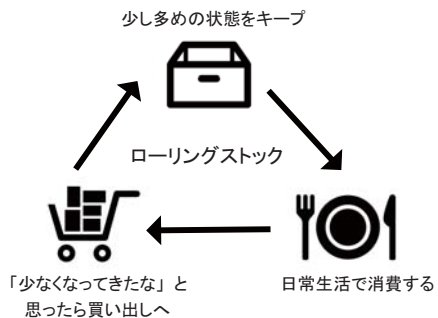 少し多めの状態をキープ
ローリングストック
「少なくなってきたな」と
思ったら買い出しへ
日常生活で消費する